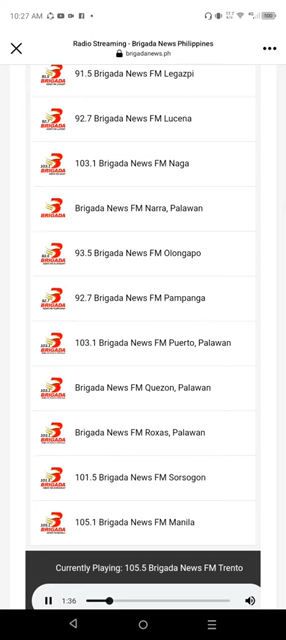 10:27 AM
Radio Streaming - Brigada News Philippines
brigadanews.ph
91.5 Brigada News FM Legazpi
92.7 Brigada News FM Lucena
103.1 Brigada News FM Naga
Brigada News FM Narra, Palawan
93.5 Brigada News FM Olongapo
92.7 Brigada News FM Pampanga
103.1 Brigada News FM Puerto, Palawan
Brigada News FM Quezon, Palawan
Brigada News FM Roxas, Palawan
101.5 Brigada News FM Sorsogon
105.1 Brigada News FM Manila
Currently Playing: 105.5 Brigada News FM Trento
1:36